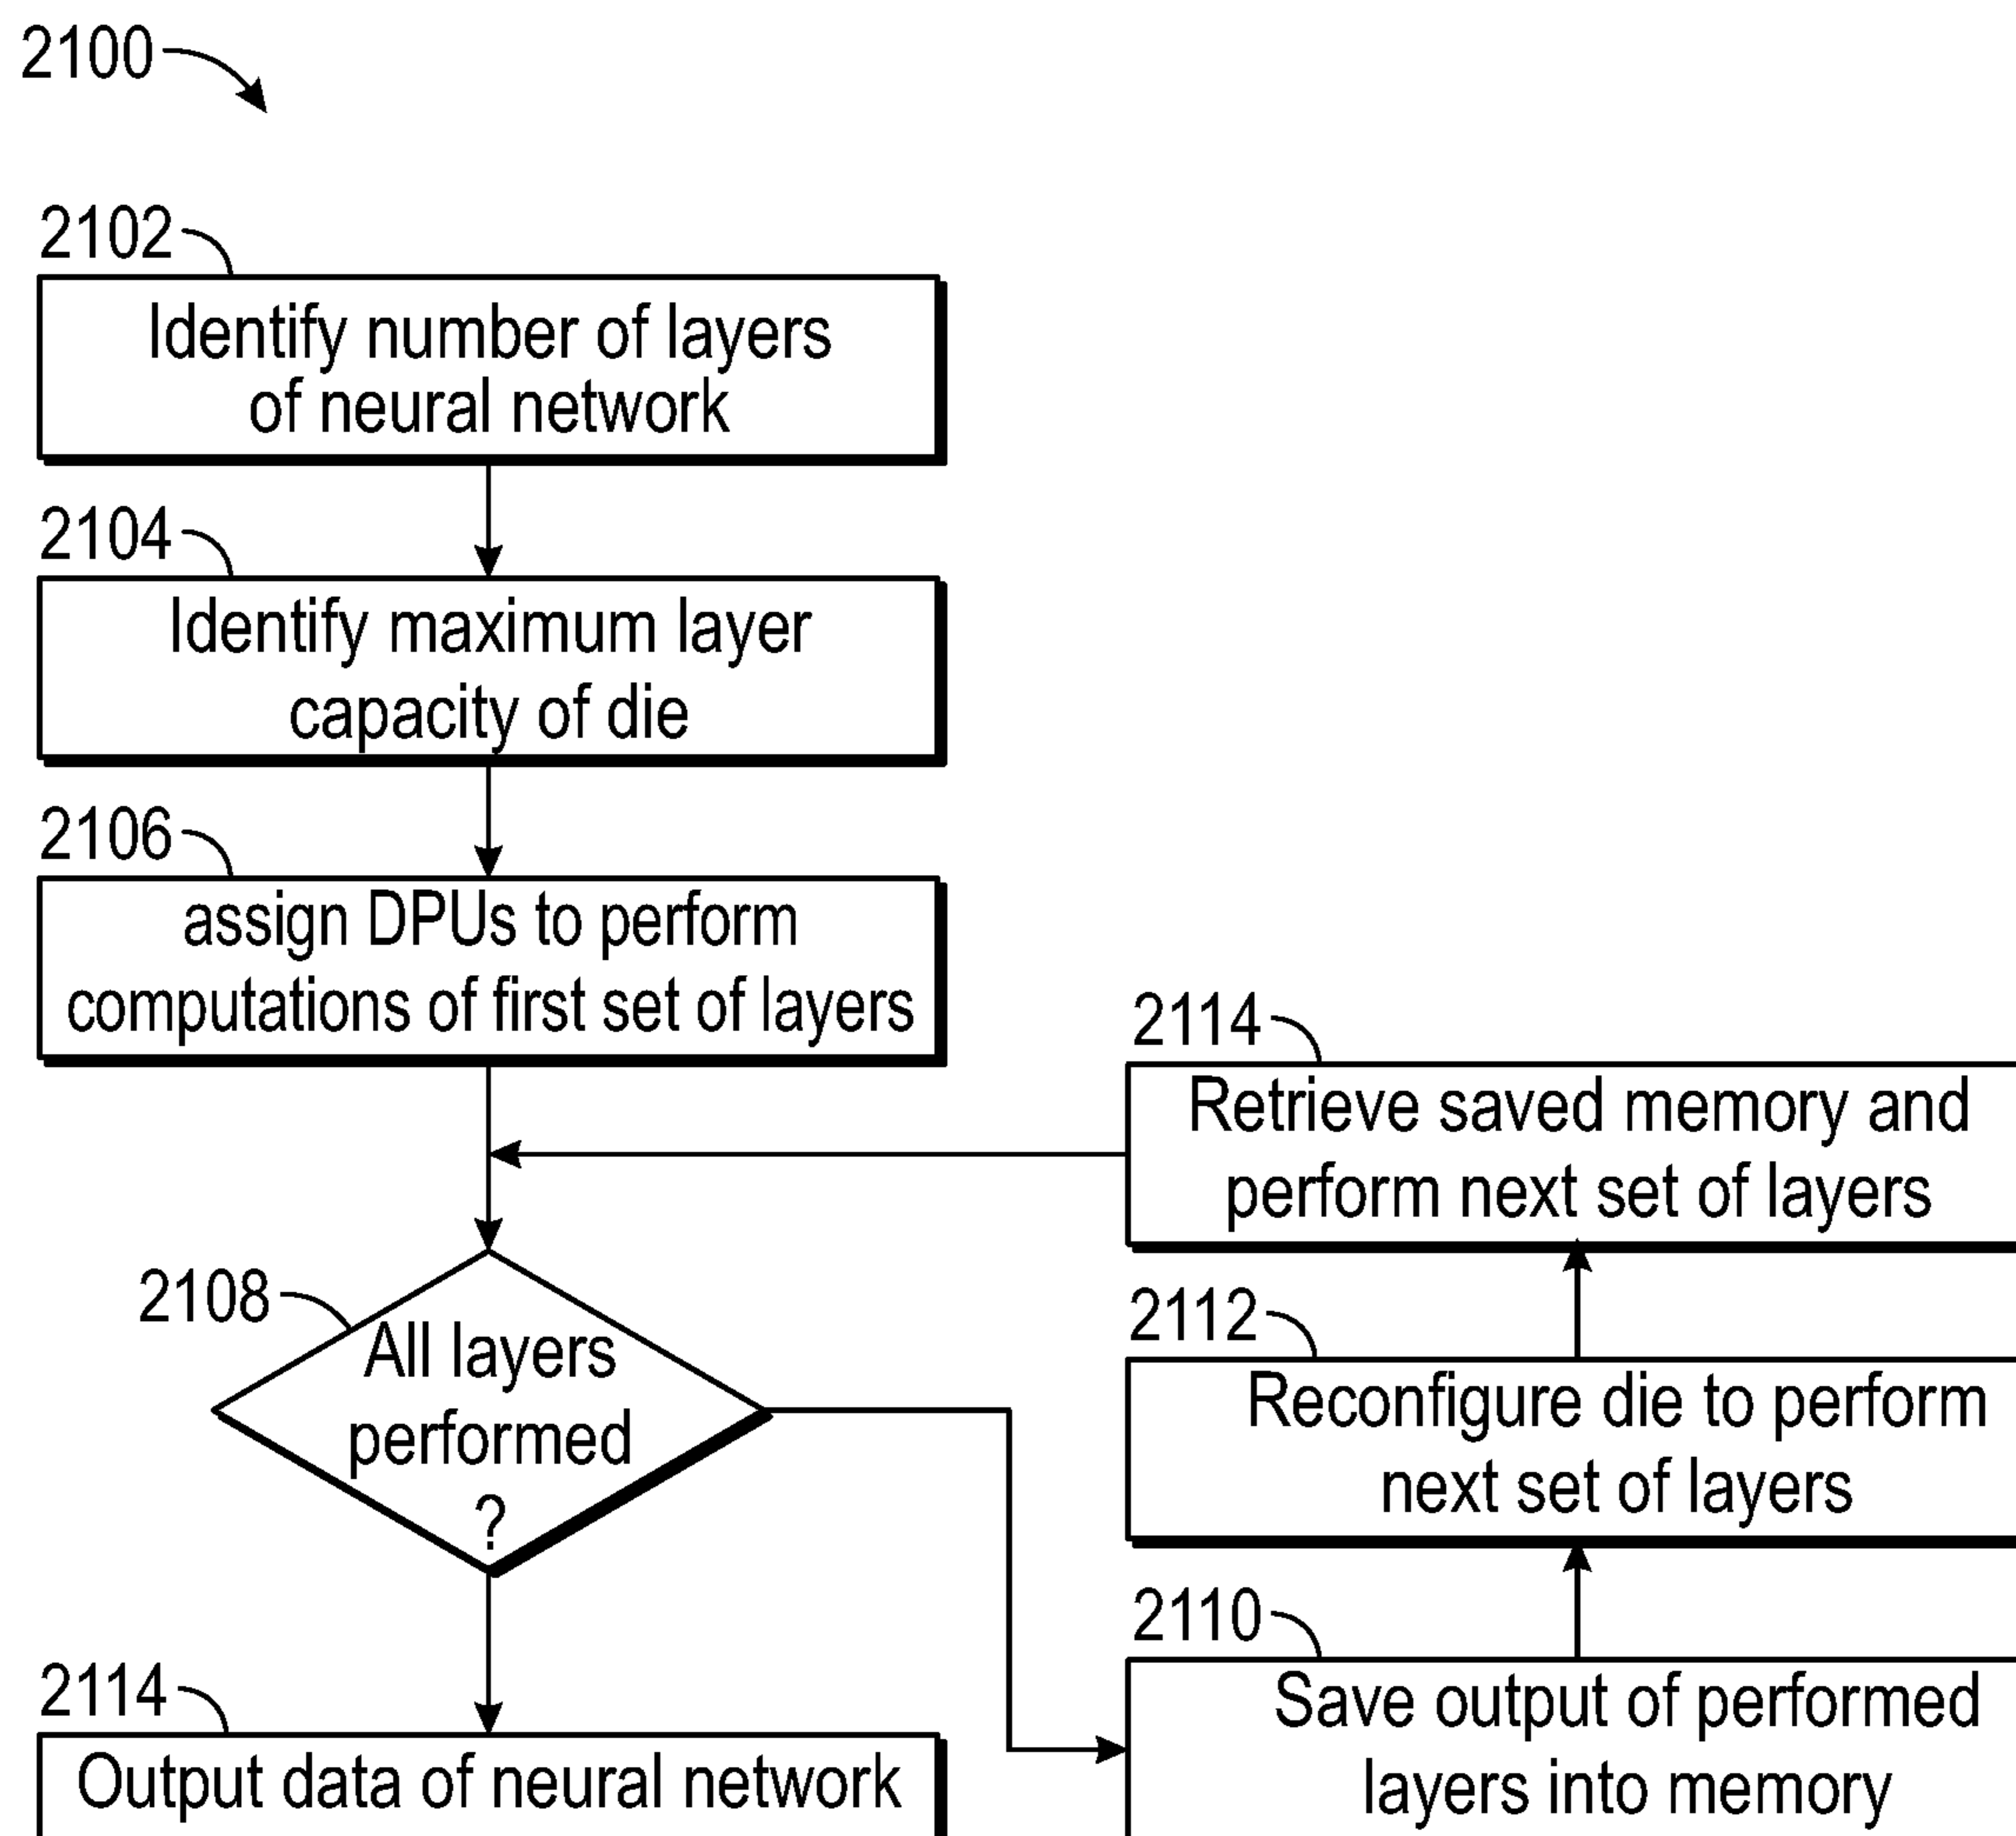 2100
2102
Identify number of layers
of neural network
2104
Identify maximum layer
capacity of die
2106
assign DPUs to perform
computations of first set of layers
2108
All layers
performed
?
2114
Output data of neural network
2114
Retrieve saved memory and
perform next set of layers
2112
Reconfigure die to perform
next set of layers
2110
Save output of performed
layers into memory